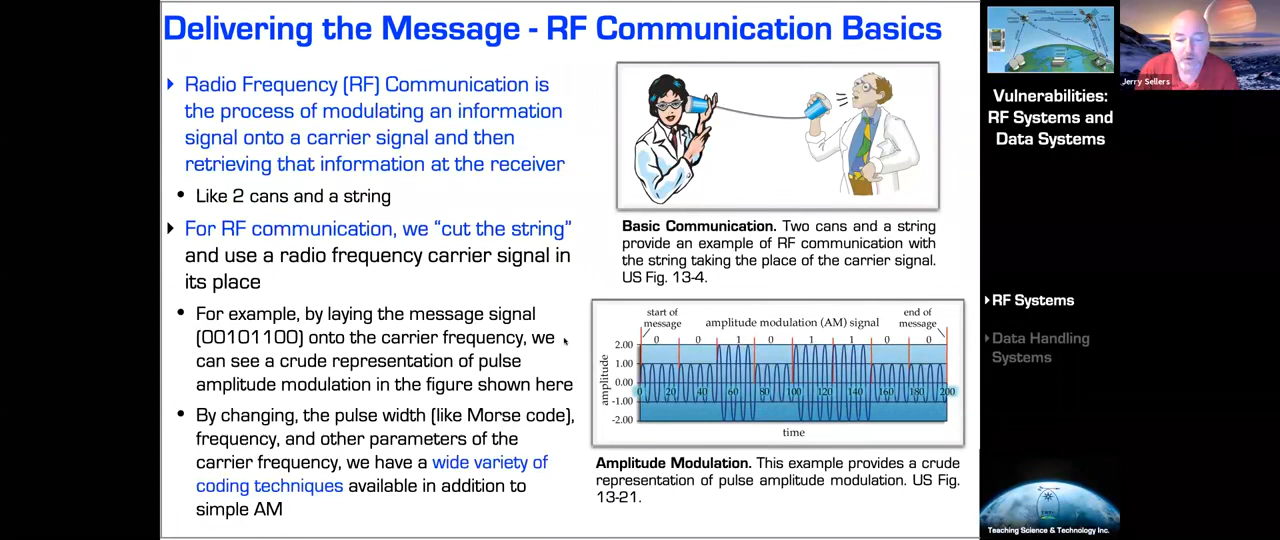 Delivering the Message - RF Communication Basics
Radio Frequency (RF) Communication is
the process of modulating an information
signal onto a carrier signal and then
retrieving that information at the receiver
• Like 2 cans and a string
For RF communication, we “cut the string”
and use a radio frequency carrier signal in
its place
• For example, by laying the message signal
(00101100) onto the carrier frequency, we
can see a crude representation of pulse
amplitude modulation in the figure shown here
• By changing, the pulse width (like Morse code),
frequency, and other parameters of the
carrier frequency, we have a wide variety of
coding techniques available in addition to
simple AM
Basic Communication. Two cans and a string
provide an example of RF communication with
the string taking the place of the carrier signal.
US Fig. 13-4.
start of
message
amplitude modulation (AM) signal
end of
message
0 0 1 0 1 1 0 0
2.00
1.00
0.00
-1.00
-2.00
amplitude
0 20 40 60 80 100 120 140 160 180 200
time
Amplitude Modulation. This example provides a crude
representation of pulse amplitude modulation. US Fig.
13-21.
Jerry Sellers
Vulnerabilities:
RF Systems and
Data Systems
RF Systems
Data Handling
Systems
Teaching Science & Technology Inc.